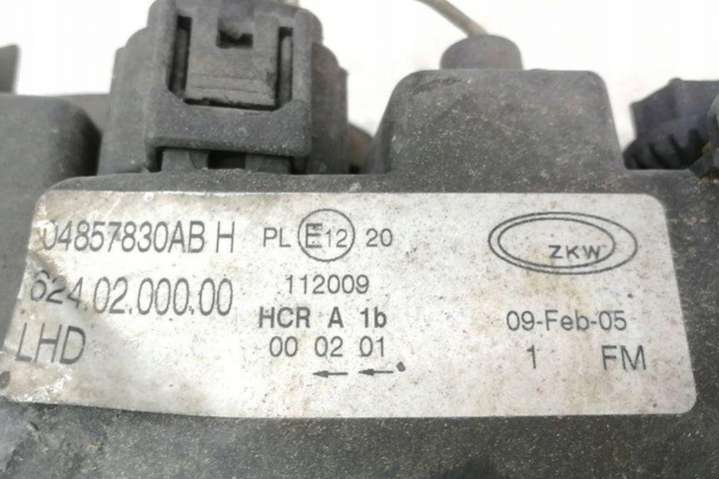 04857830AB H PL E12 20 ZKW
624.02.000.00 112009
HCR A 1b 09-Feb-05
LHD 00 02 01 1 FM